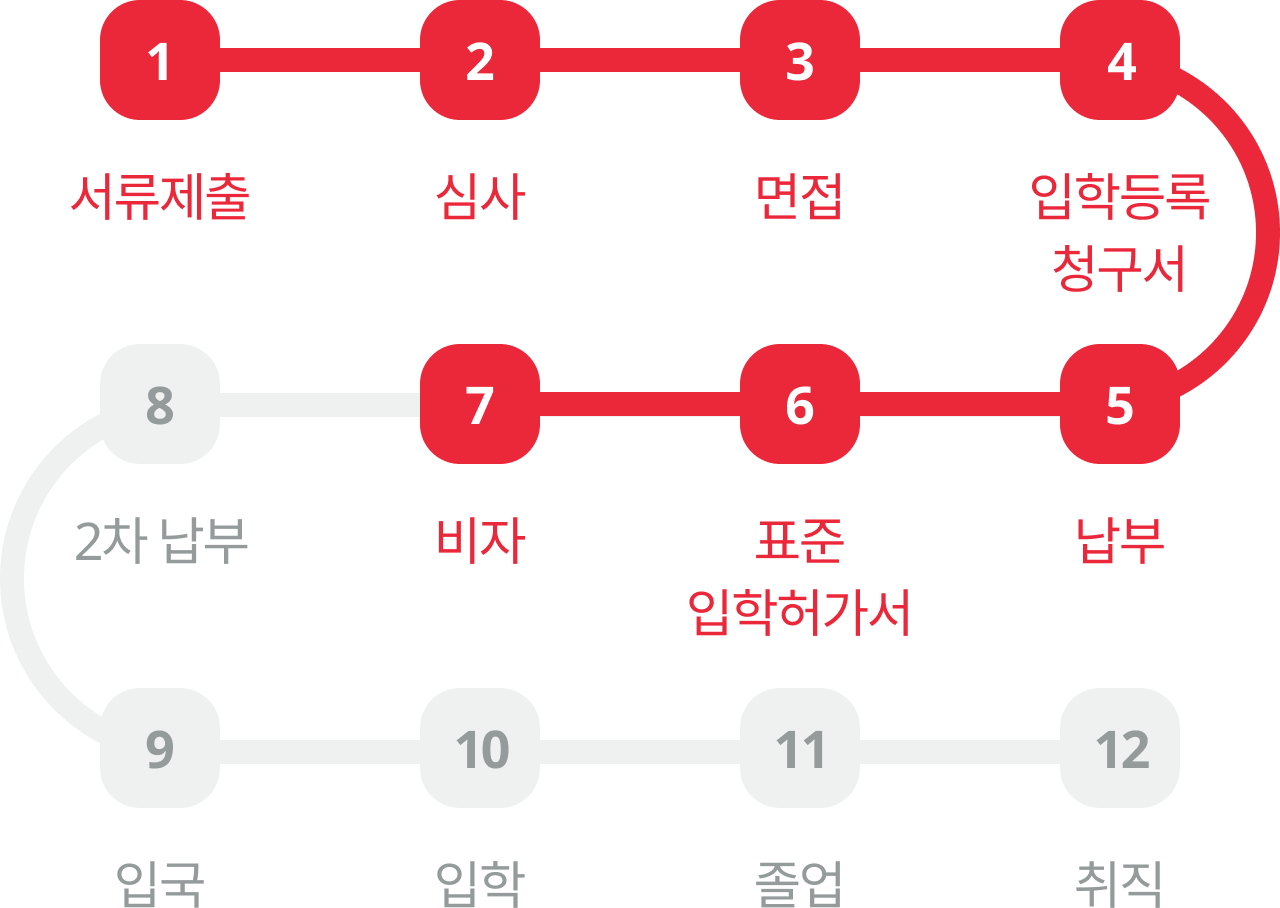 1 2 3 4
서류제출 심사 면접 입학등록
청구서
8 7 6 5
2차 납부 비자 표준 납부
입학허가서
9 10 11 12
입국 입학 졸업 취직